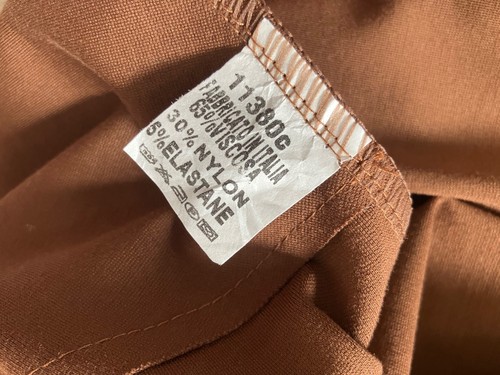 11380C
FABBRICATO IN ITALIA
65%VISCOSA
30% NYLON
5%ELASTANE